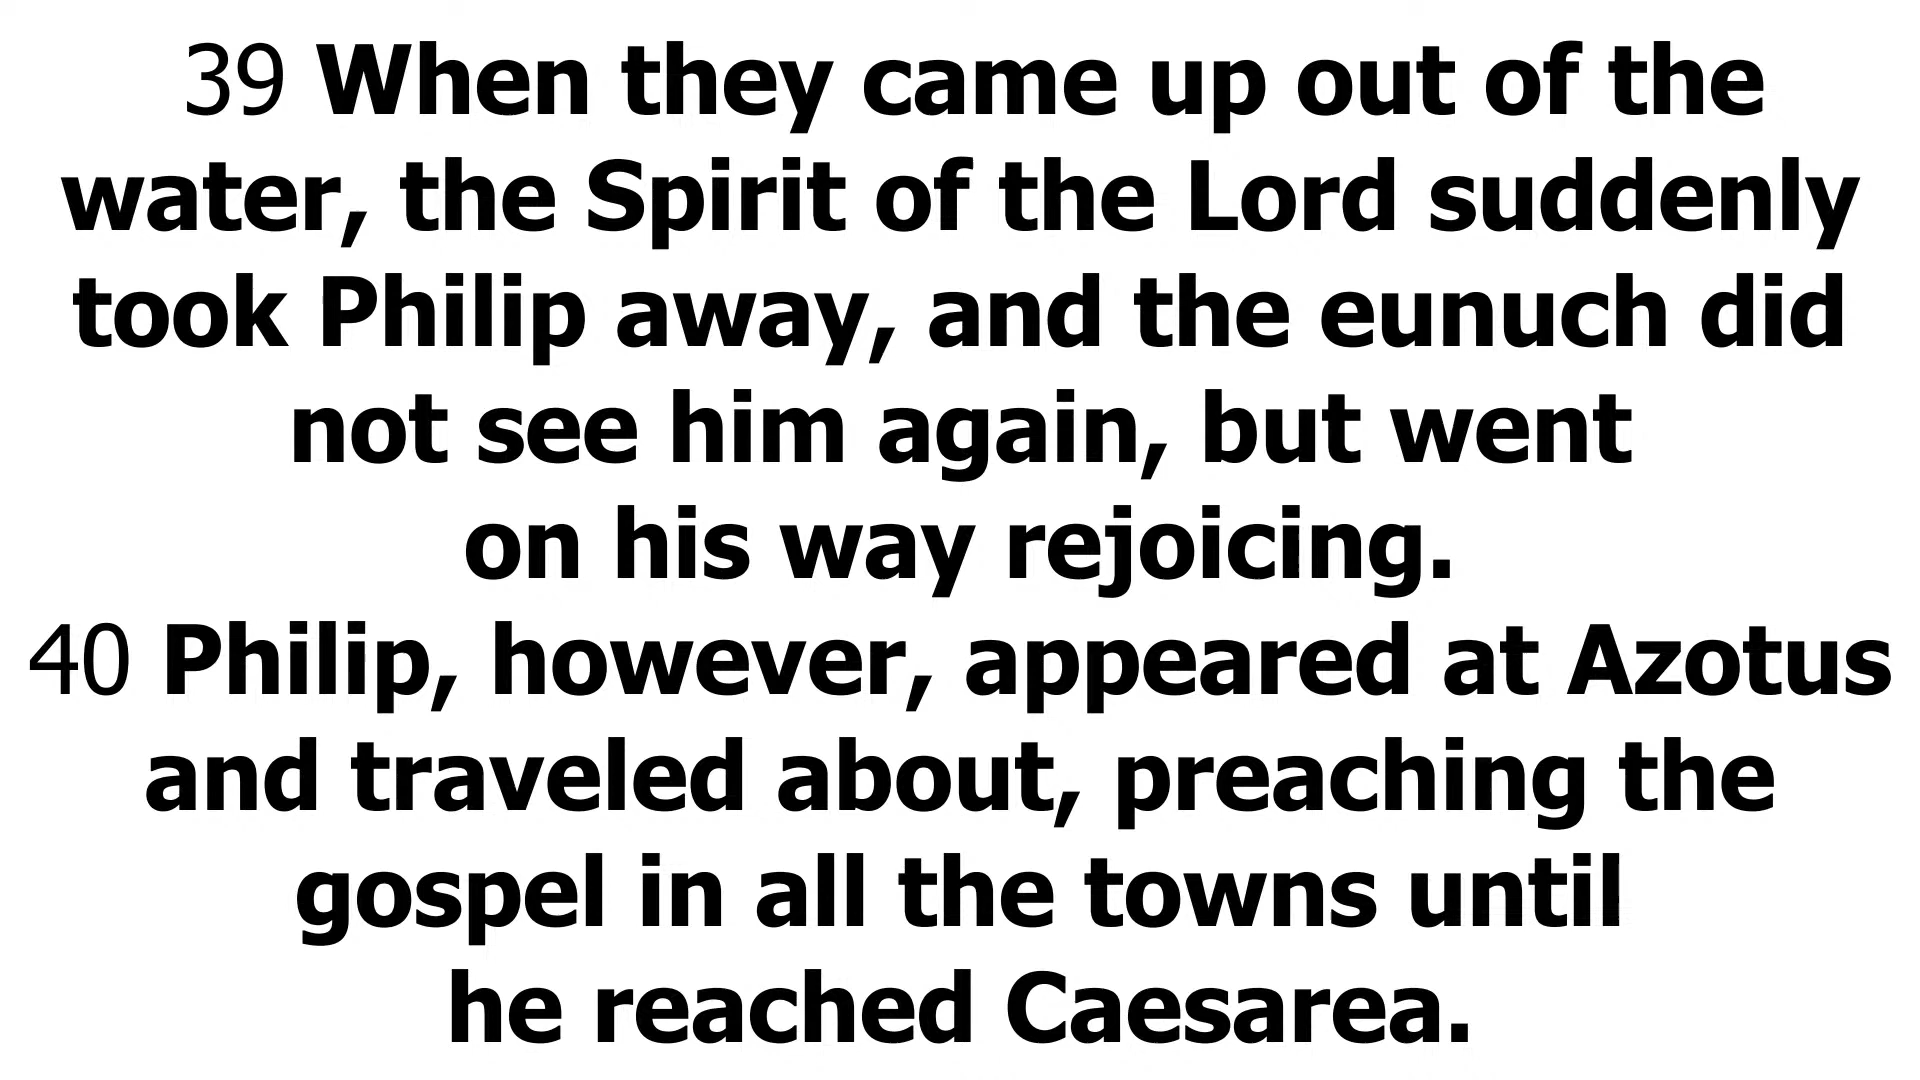 39 When they came up out of the
water, the Spirit of the Lord suddenly
took Philip away, and the eunuch did
not see him again, but went
on his way rejoicing.
40 Philip, however, appeared at Azotus
and traveled about, preaching the
gospel in all the towns until
he reached Caesarea.